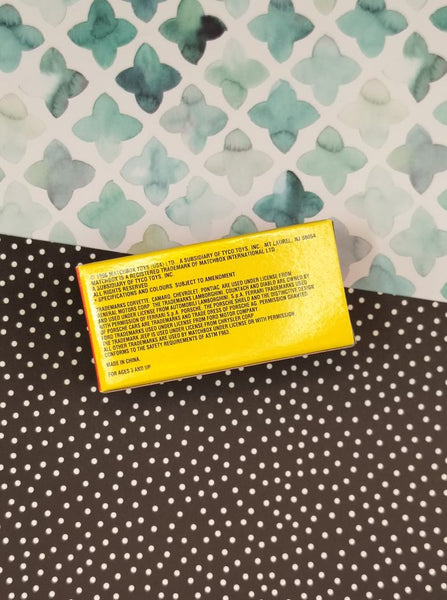 © 1996 MATCHBOX TOYS (USA) LTD. A SUBSIDIARY OF TYCO TOYS, INC., MT LAUREL, NJ 08054
MATCHBOX IS A REGISTERED TRADEMARK OF MATCHBOX INTERNATIONAL LTD
A SUBSIDIARY OF TYCO TOYS, INC.
ALL RIGHTS RESERVED
SPECIFICATIONS AND COLOURS SUBJECT TO AMENDMENT
TRADEMARKS CORVETTE, CAMARO, CHEVROLET, PONTIAC ARE USED UNDER LICENSE FROM
GENERAL MOTORS CORP. THE TRADEMARKS LAMBORGHINI, COUNTACH AND DIABLO ARE OWNED BY
AND USED UNDER LICENSE FROM AUTOMOBILI LAMBORGHINI S.p.A. FERRARI TRADEMARKS USED
WITH PERMISSION OF FERRARI S.p.A. PORSCHE, THE PORSCHE SHIELD AND THE DISTINCTIVE DESIGN
OF PORSCHE CARS ARE TRADEMARKS AND TRADE DRESS OF PORSCHE AG. PERMISSION GRANTED.
FORD TRADEMARKS USED UNDER LICENSE FROM FORD MOTOR COMPANY
THE TRADEMARK JEEP IS USED UNDER LICENSE FROM CHRYSLER CORP.
ALL OTHER TRADEMARKS ARE USED BY MATCHBOX UNDER LICENSE OR WITH PERMISSION.
CONFORMS TO THE SAFETY REQUIREMENTS OF ASTM F963.
MADE IN CHINA.
FOR AGES 3 AND UP